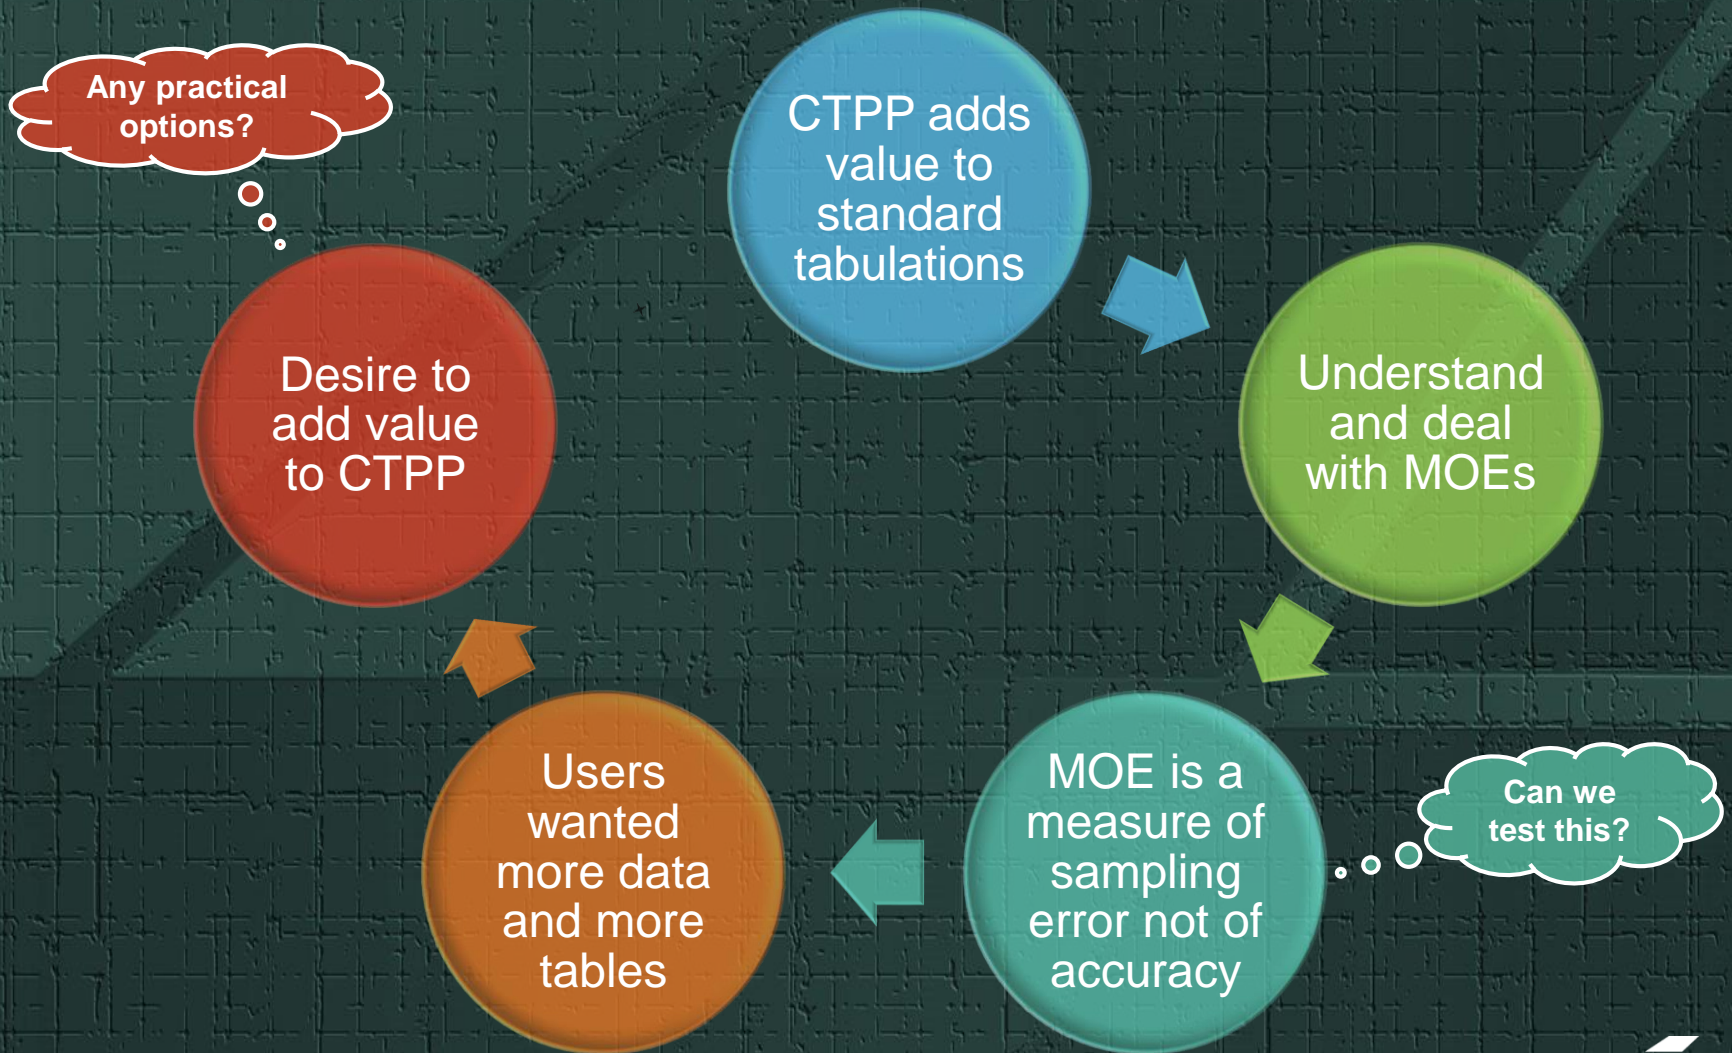 Any practical
options?
CTPP adds
value to
standard
tabulations
Understand
and deal
with MOEs
MOE is a
measure of
sampling
error not of
accuracy
Can we
test this?
Users
wanted
more data
and more
tables
Desire to
add value
to CTPP